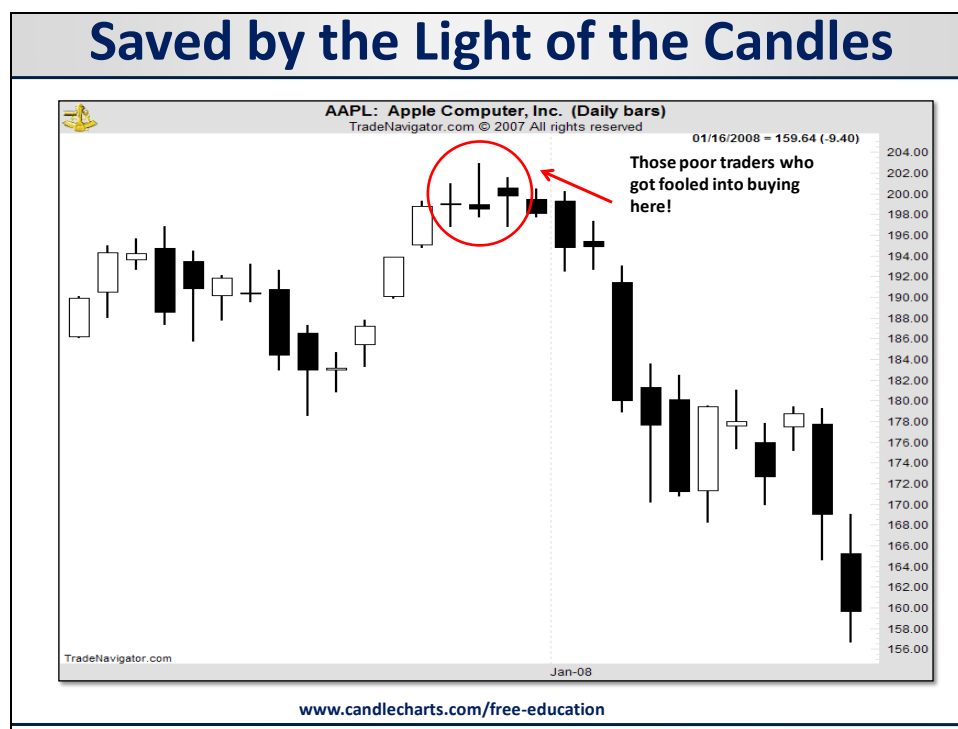 Saved by the Light of the Candles
AAPL: Apple Computer, Inc. (Daily bars)
TradeNavigator.com © 2007 All rights reserved
01/16/2008 = 159.64 (-9.40)
Those poor traders who
got fooled into buying
here!
204.00
202.00
200.00
198.00
196.00
194.00
192.00
190.00
188.00
186.00
184.00
182.00
180.00
178.00
176.00
174.00
172.00
170.00
168.00
166.00
164.00
162.00
160.00
158.00
156.00
TradeNavigator.com
Jan-08
www.candlecharts.com/free-education